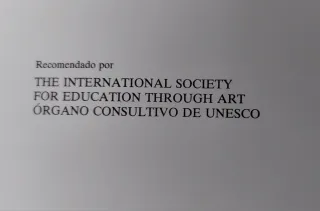 Recomendado por
THE INTERNATIONAL SOCIETY
FOR EDUCATION THROUGH ART
ÓRGANO CONSULTIVO DE UNESCO